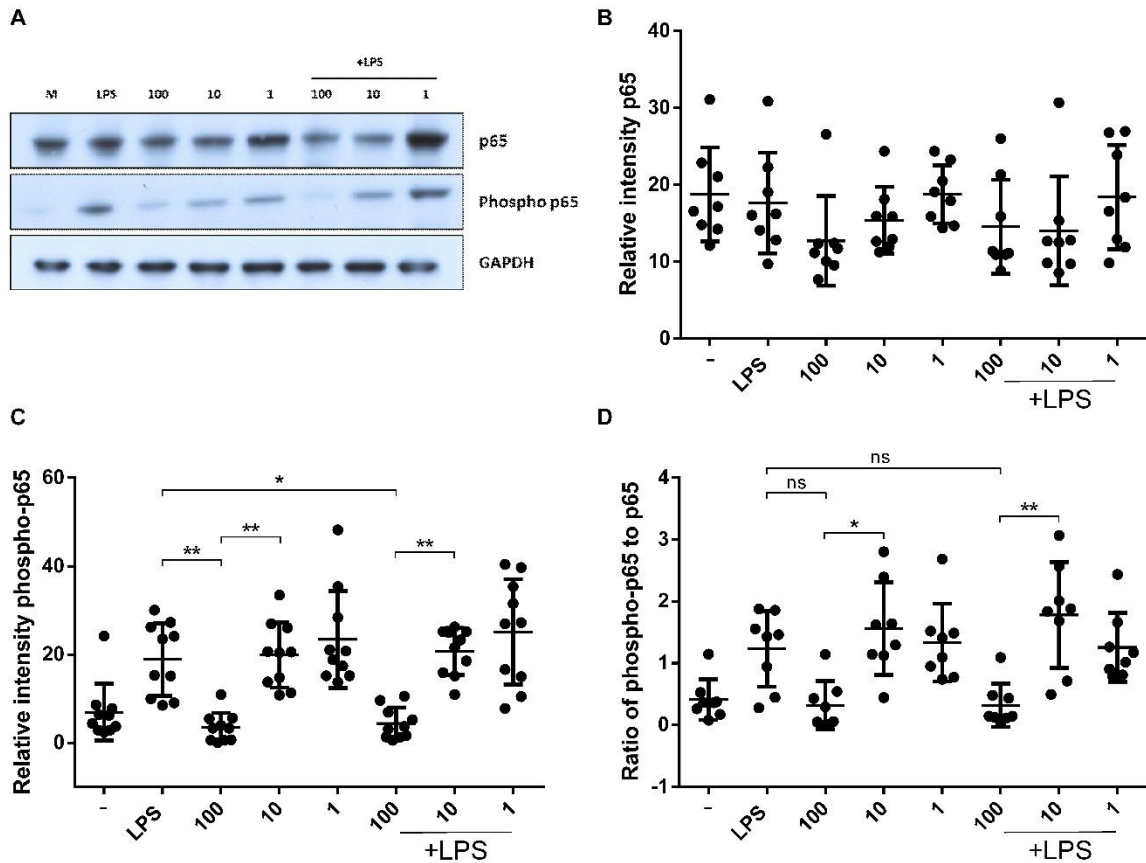 A
+LPS
M LPS 100 10 1 100 10 1
p65
Phospho p65
GAPDH
B
Relative intensity p65
40
30
20
10
0
- LPS 100 10 1 100 10 1
+LPS
C
Relative intensity phospho-p65
60
40
20
0
*
** ** **
- LPS 100 10 1 100 10 1
+LPS
D
Ratio of phospho-p65 to p65
4
3
2
1
0
-1
ns
ns
**
*
- LPS 100 10 1 100 10 1
+LPS